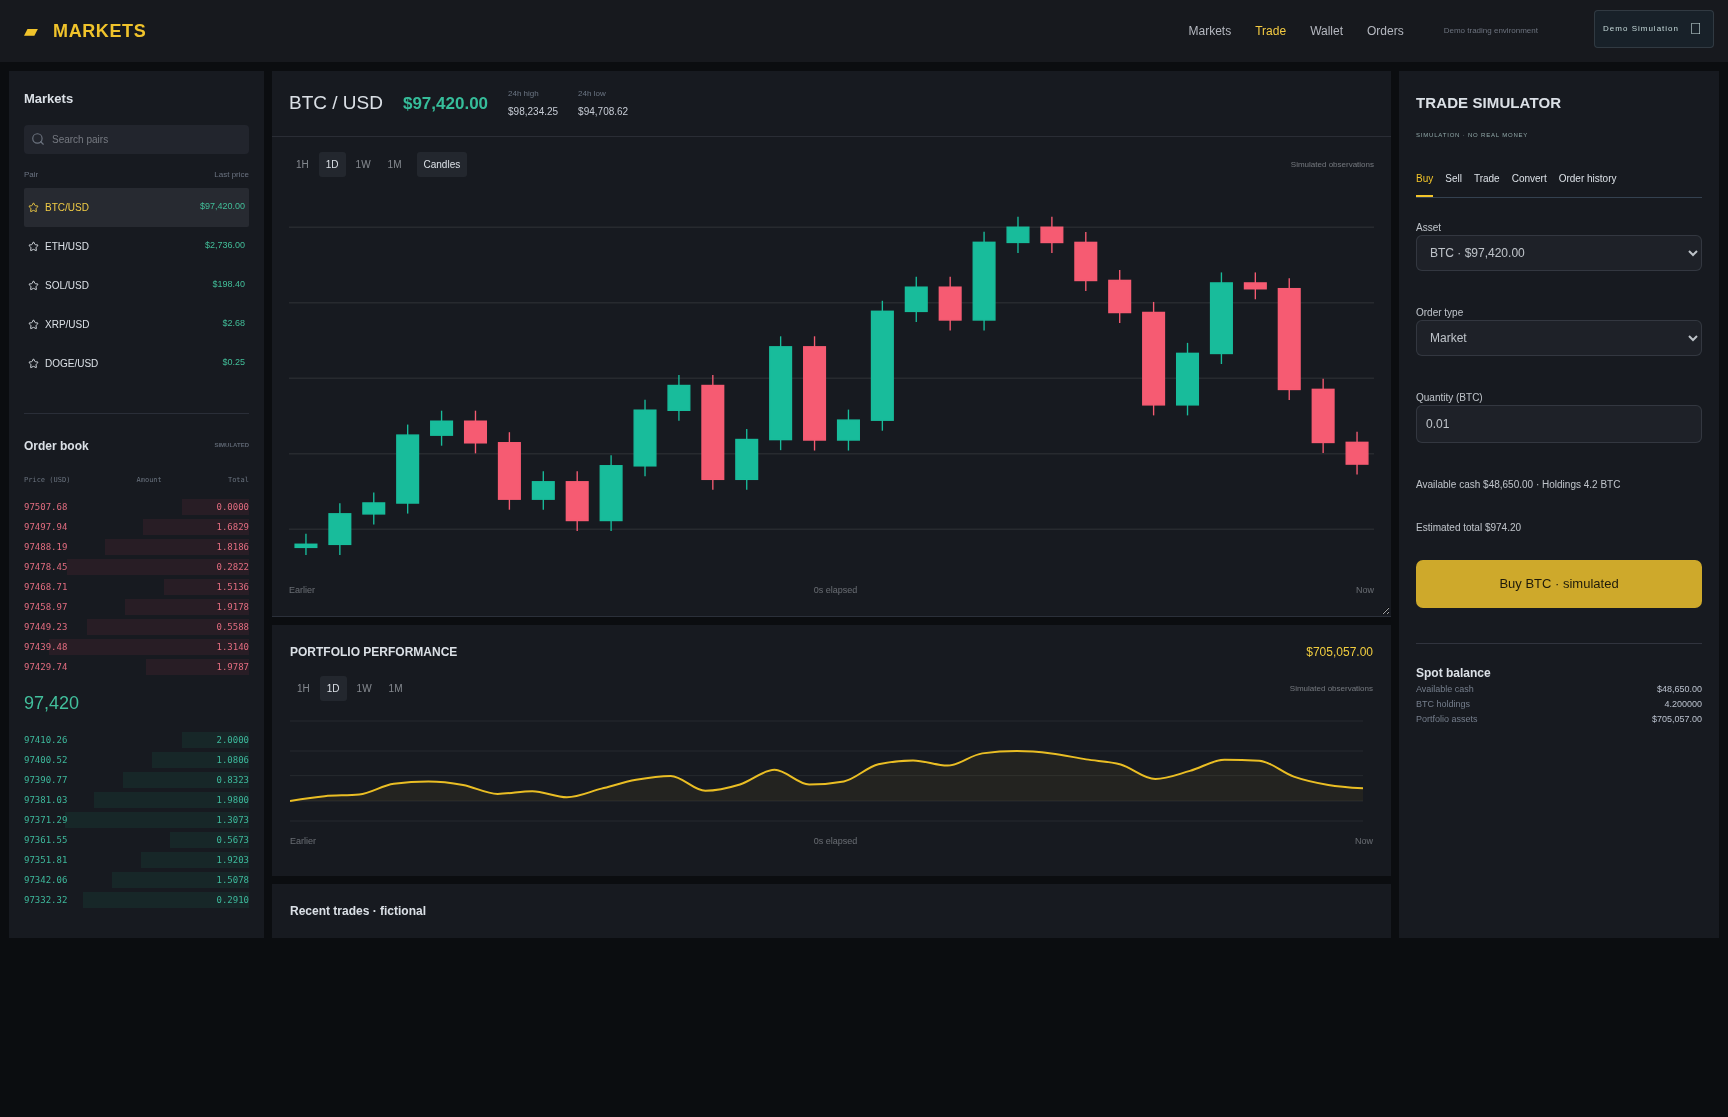 MARKETS
Markets Trade Wallet Orders Demo trading environment Demo Simulation
Markets
Search pairs
Pair Last price
BTC/USD $97,420.00
ETH/USD $2,736.00
SOL/USD $198.40
XRP/USD $2.68
DOGE/USD $0.25
Order book SIMULATED
Price (USD) Amount Total
97507.68 0.0000
97497.94 1.6829
97488.19 1.8186
97478.45 0.2822
97468.71 1.5136
97458.97 1.9178
97449.23 0.5588
97439.48 1.3140
97429.74 1.9787
97,420
97410.26 2.0000
97400.52 1.0806
97390.77 0.8323
97381.03 1.9800
97371.29 1.3073
97361.55 0.5673
97351.81 1.9203
97342.06 1.5078
97332.32 0.2910
BTC / USD $97,420.00
24h high 24h low
$98,234.25 $94,708.62
1H 1D 1W 1M Candles Simulated observations
Earlier 0s elapsed Now
PORTFOLIO PERFORMANCE $705,057.00
1H 1D 1W 1M Simulated observations
Earlier 0s elapsed Now
Recent trades · fictional
TRADE SIMULATOR
SIMULATION · NO REAL MONEY
Buy Sell Trade Convert Order history
Asset
BTC · $97,420.00
Order type
Market
Quantity (BTC)
0.01
Available cash $48,650.00 · Holdings 4.2 BTC
Estimated total $974.20
Buy BTC · simulated
Spot balance
Available cash $48,650.00
BTC holdings 4.200000
Portfolio assets $705,057.00